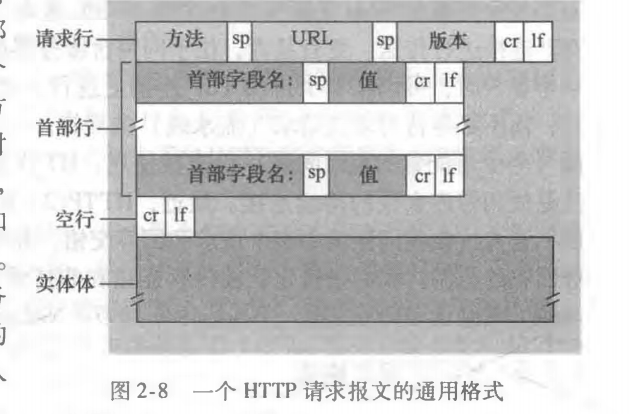 请求行 方法 sp URL sp 版本 cr lf
首部字段名: sp 值 cr lf
首部行
首部字段名: sp 值 cr lf
空行 cr lf
实体体
图 2-8 一个 HTTP 请求报文的通用格式